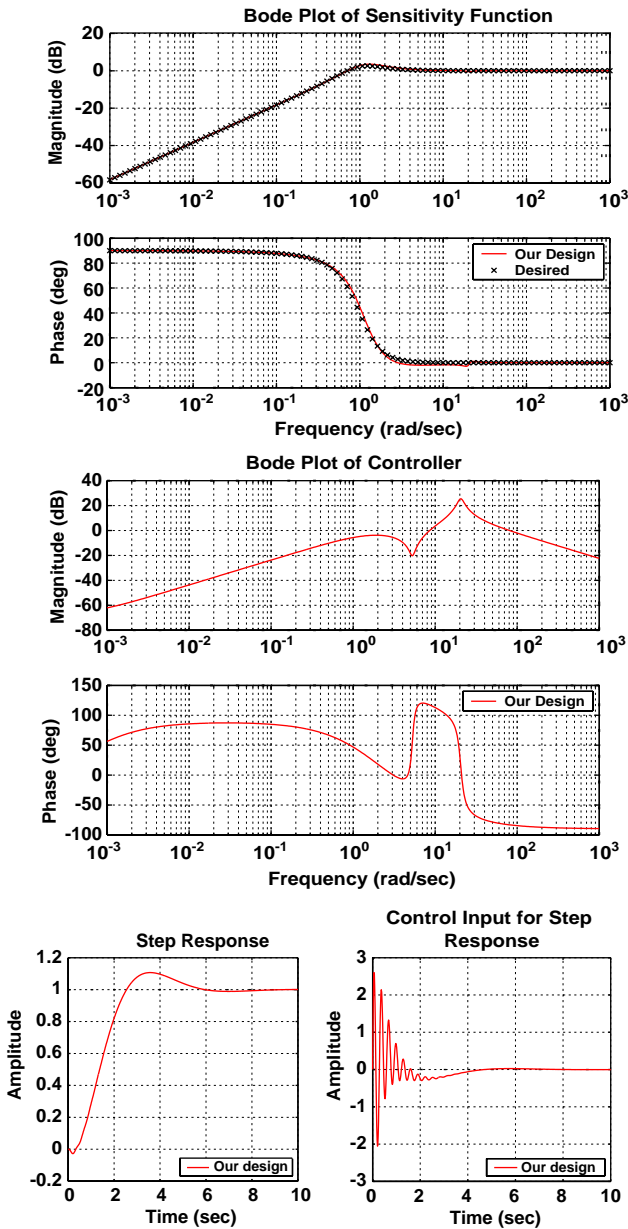 Bode Plot of Sensitivity Function
Magnitude (dB)
20
0
-20
-40
-60
10-3 10-2 10-1 100 101 102 103
Phase (deg)
100
80
60
40
20
0
-20
Our Design
Desired
10-3 10-2 10-1 100 101 102 103
Frequency (rad/sec)
Bode Plot of Controller
Magnitude (dB)
40
20
0
-20
-40
-60
-80
10-3 10-2 10-1 100 101 102 103
Phase (deg)
150
100
50
0
-50
-100
Our Design
10-3 10-2 10-1 100 101 102 103
Frequency (rad/sec)
Step Response
Amplitude
1.2
1
0.8
0.6
0.4
0.2
0
-0.2
Our design
0 2 4 6 8 10
Time (sec)
Control Input for Step
Response
Amplitude
3
2
1
0
-1
-2
-3
Our design
0 2 4 6 8 10
Time (sec)